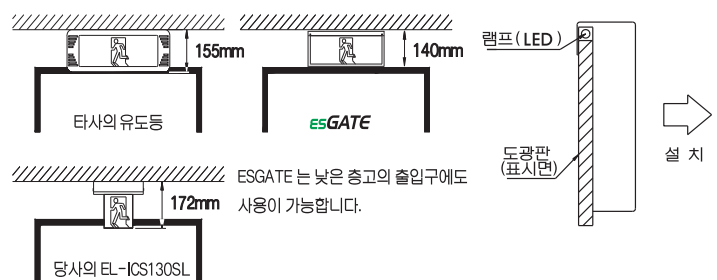 155mm
타사의 유도등
140mm
ESGATE
172mm
당사의 EL-ICS130SL
ESGATE 는 낮은 층고의 출입구에도
사용이 가능합니다.
램프(LED)
도광판
(표시면)
설 치